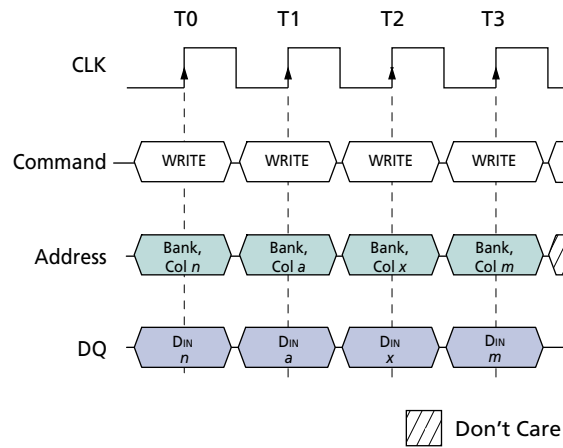 T0 T1 T2 T3
CLK
Command WRITE WRITE WRITE WRITE
Bank, Bank, Bank, Bank,
Address
Col n Col a Col x Col m
DIN DIN DIN DIN
DQ
n a x m
Don't Care